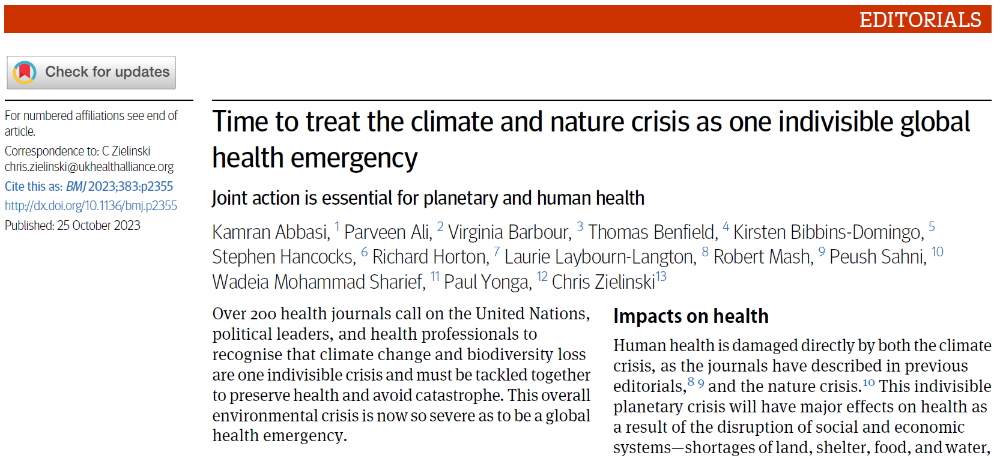 EDITORIALS
Check for updates
For numbered affiliations see end of
article.
Correspondence to: C Zielinski
chris.zielinski@ukhealthalliance.org
Cite this as: BMJ 2023;383:p2355
http://dx.doi.org/10.1136/bmj.p2355
Published: 25 October 2023
Time to treat the climate and nature crisis as one indivisible global
health emergency
Joint action is essential for planetary and human health
Kamran Abbasi, 1 Parveen Ali, 2 Virginia Barbour, 3 Thomas Benfield, 4 Kirsten Bibbins-Domingo, 5
Stephen Hancocks, 6 Richard Horton, 7 Laurie Laybourn-Langton, 8 Robert Mash, 9 Peush Sahni, 10
Wadeia Mohammad Sharief, 11 Paul Yonga, 12 Chris Zielinski13
Over 200 health journals call on the United Nations,
political leaders, and health professionals to
recognise that climate change and biodiversity loss
are one indivisible crisis and must be tackled together
to preserve health and avoid catastrophe. This overall
environmental crisis is now so severe as to be a global
health emergency.
Impacts on health
Human health is damaged directly by both the climate
crisis, as the journals have described in previous
editorials,8 9 and the nature crisis.10 This indivisible
planetary crisis will have major effects on health as
a result of the disruption of social and economic
systems—shortages of land, shelter, food, and water,